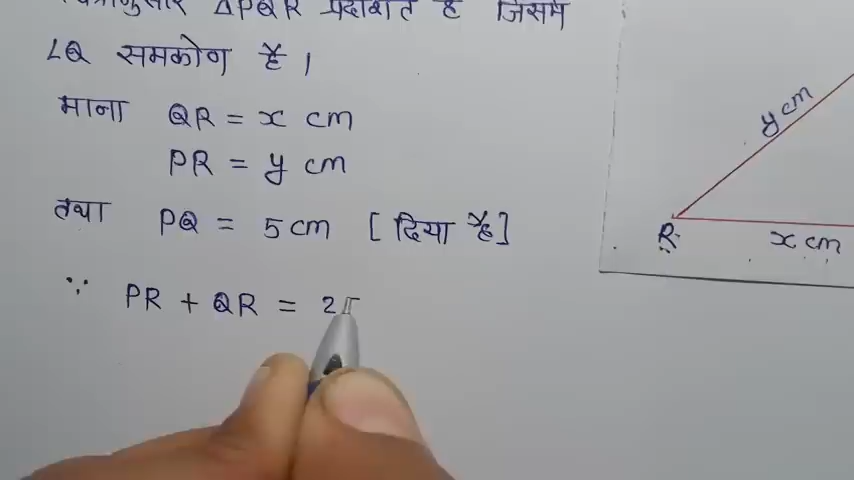 ΔPQR प्रदर्शित है जिसमें
∠Q समकोण है ।
माना QR = x cm
PR = y cm
तथा PQ = 5 cm [ दिया है ]
∵ PR + QR = 2
y cm
R
x cm